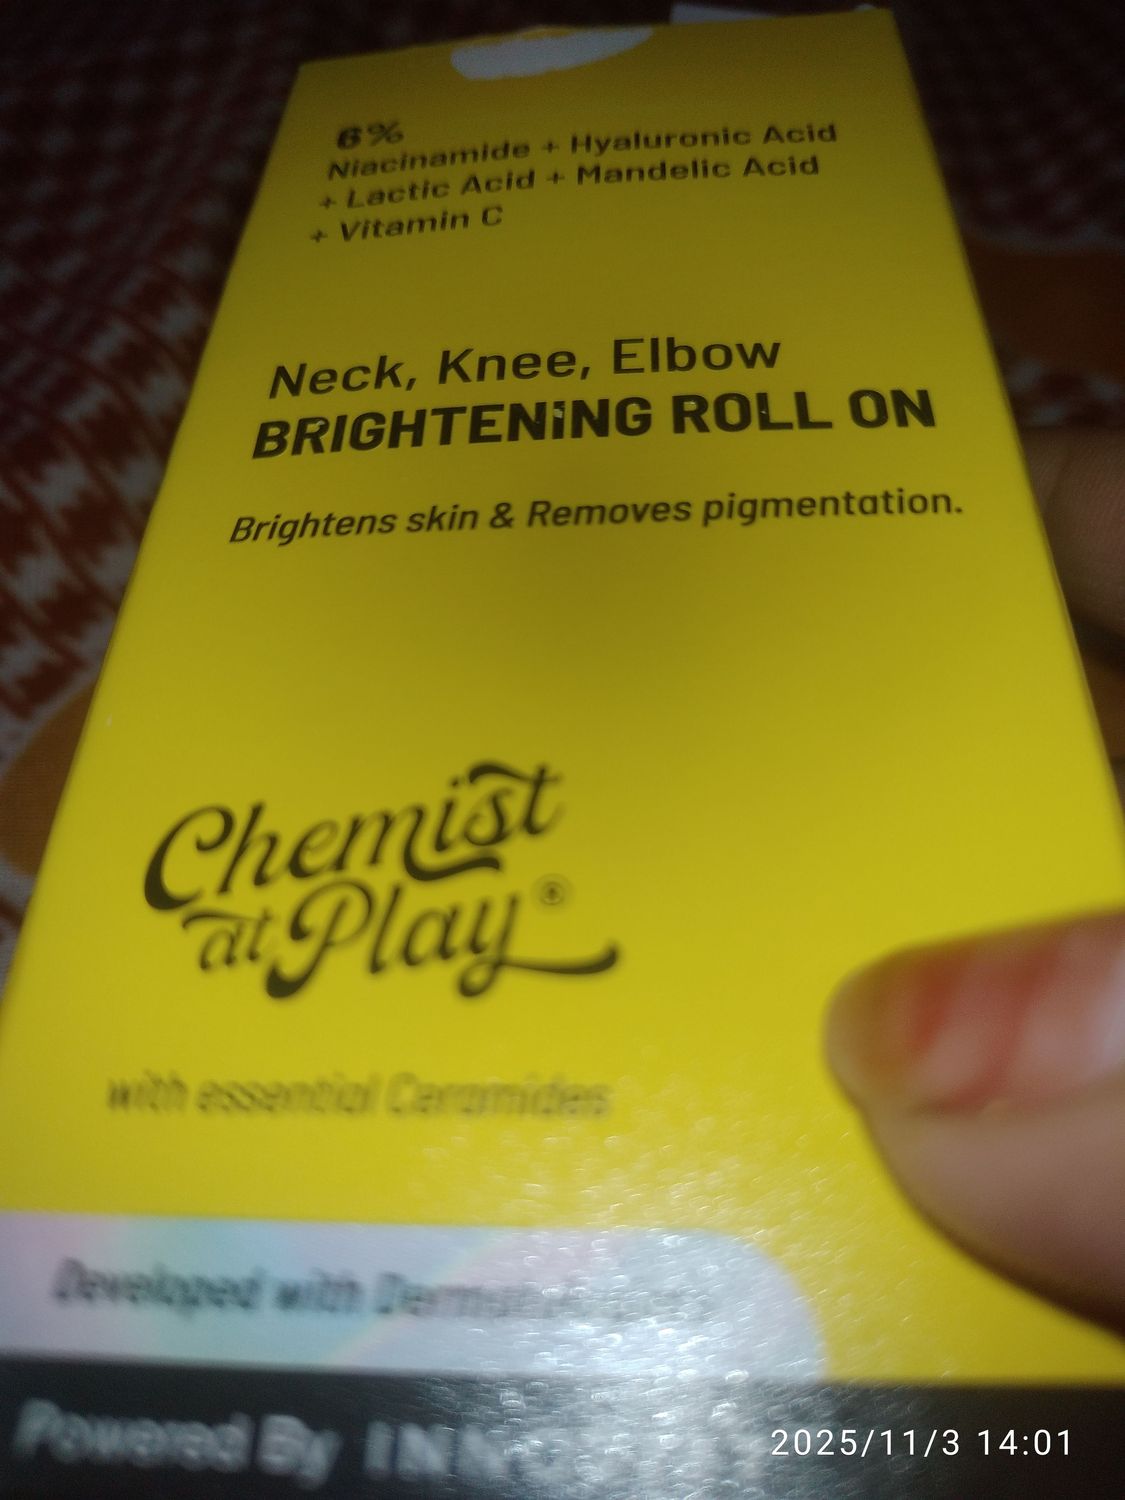 6%
Niacinamide + Hyaluronic Acid
+ Lactic Acid + Mandelic Acid
+ Vitamin C
Neck, Knee, Elbow
BRIGHTENING ROLL ON
Brightens skin & Removes pigmentation.
Chemist
at Play®
with essential Ceramides
Developed with
Powered By
2025/11/3 14:01